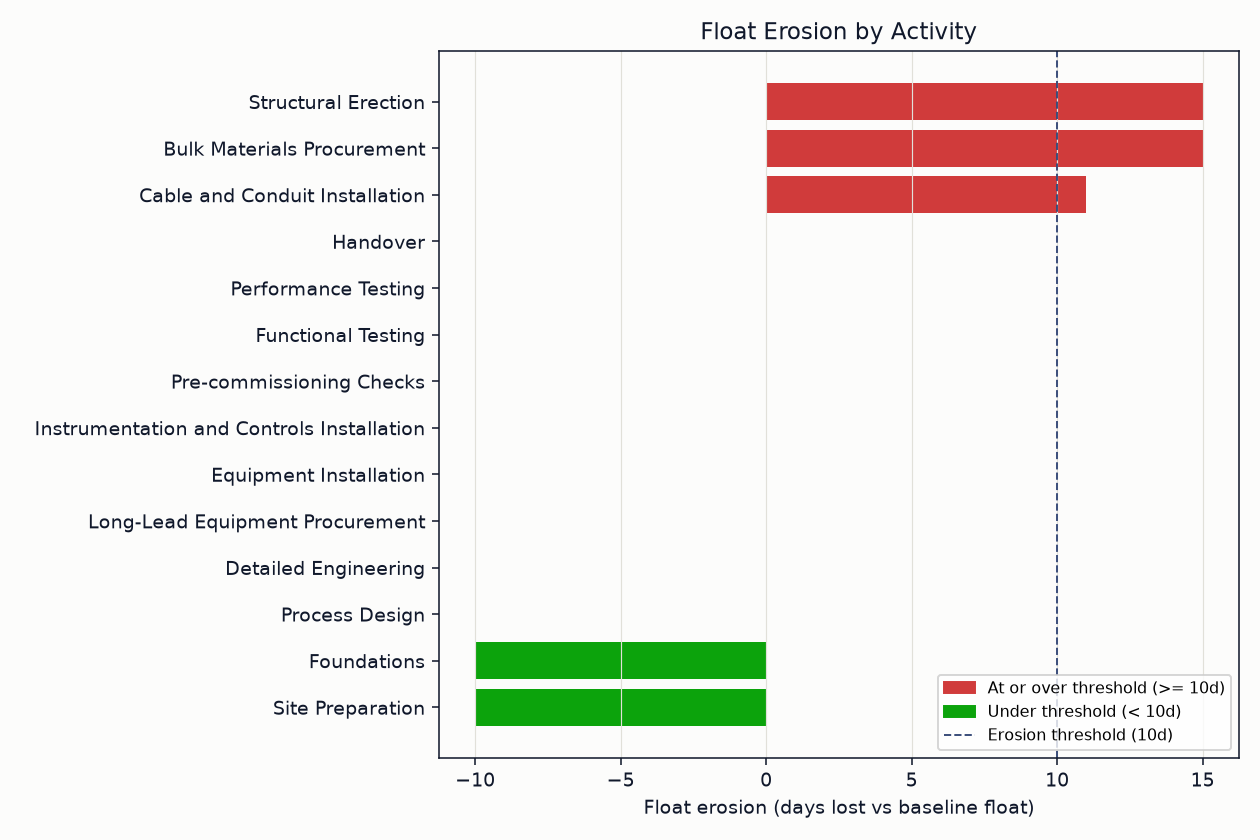 Float Erosion by Activity
Structural Erection
Bulk Materials Procurement
Cable and Conduit Installation
Handover
Performance Testing
Functional Testing
Pre-commissioning Checks
Instrumentation and Controls Installation
Equipment Installation
Long-Lead Equipment Procurement
Detailed Engineering
Process Design
Foundations
Site Preparation
At or over threshold (>= 10d)
Under threshold (< 10d)
Erosion threshold (10d)
−10 −5 0 5 10 15
Float erosion (days lost vs baseline float)